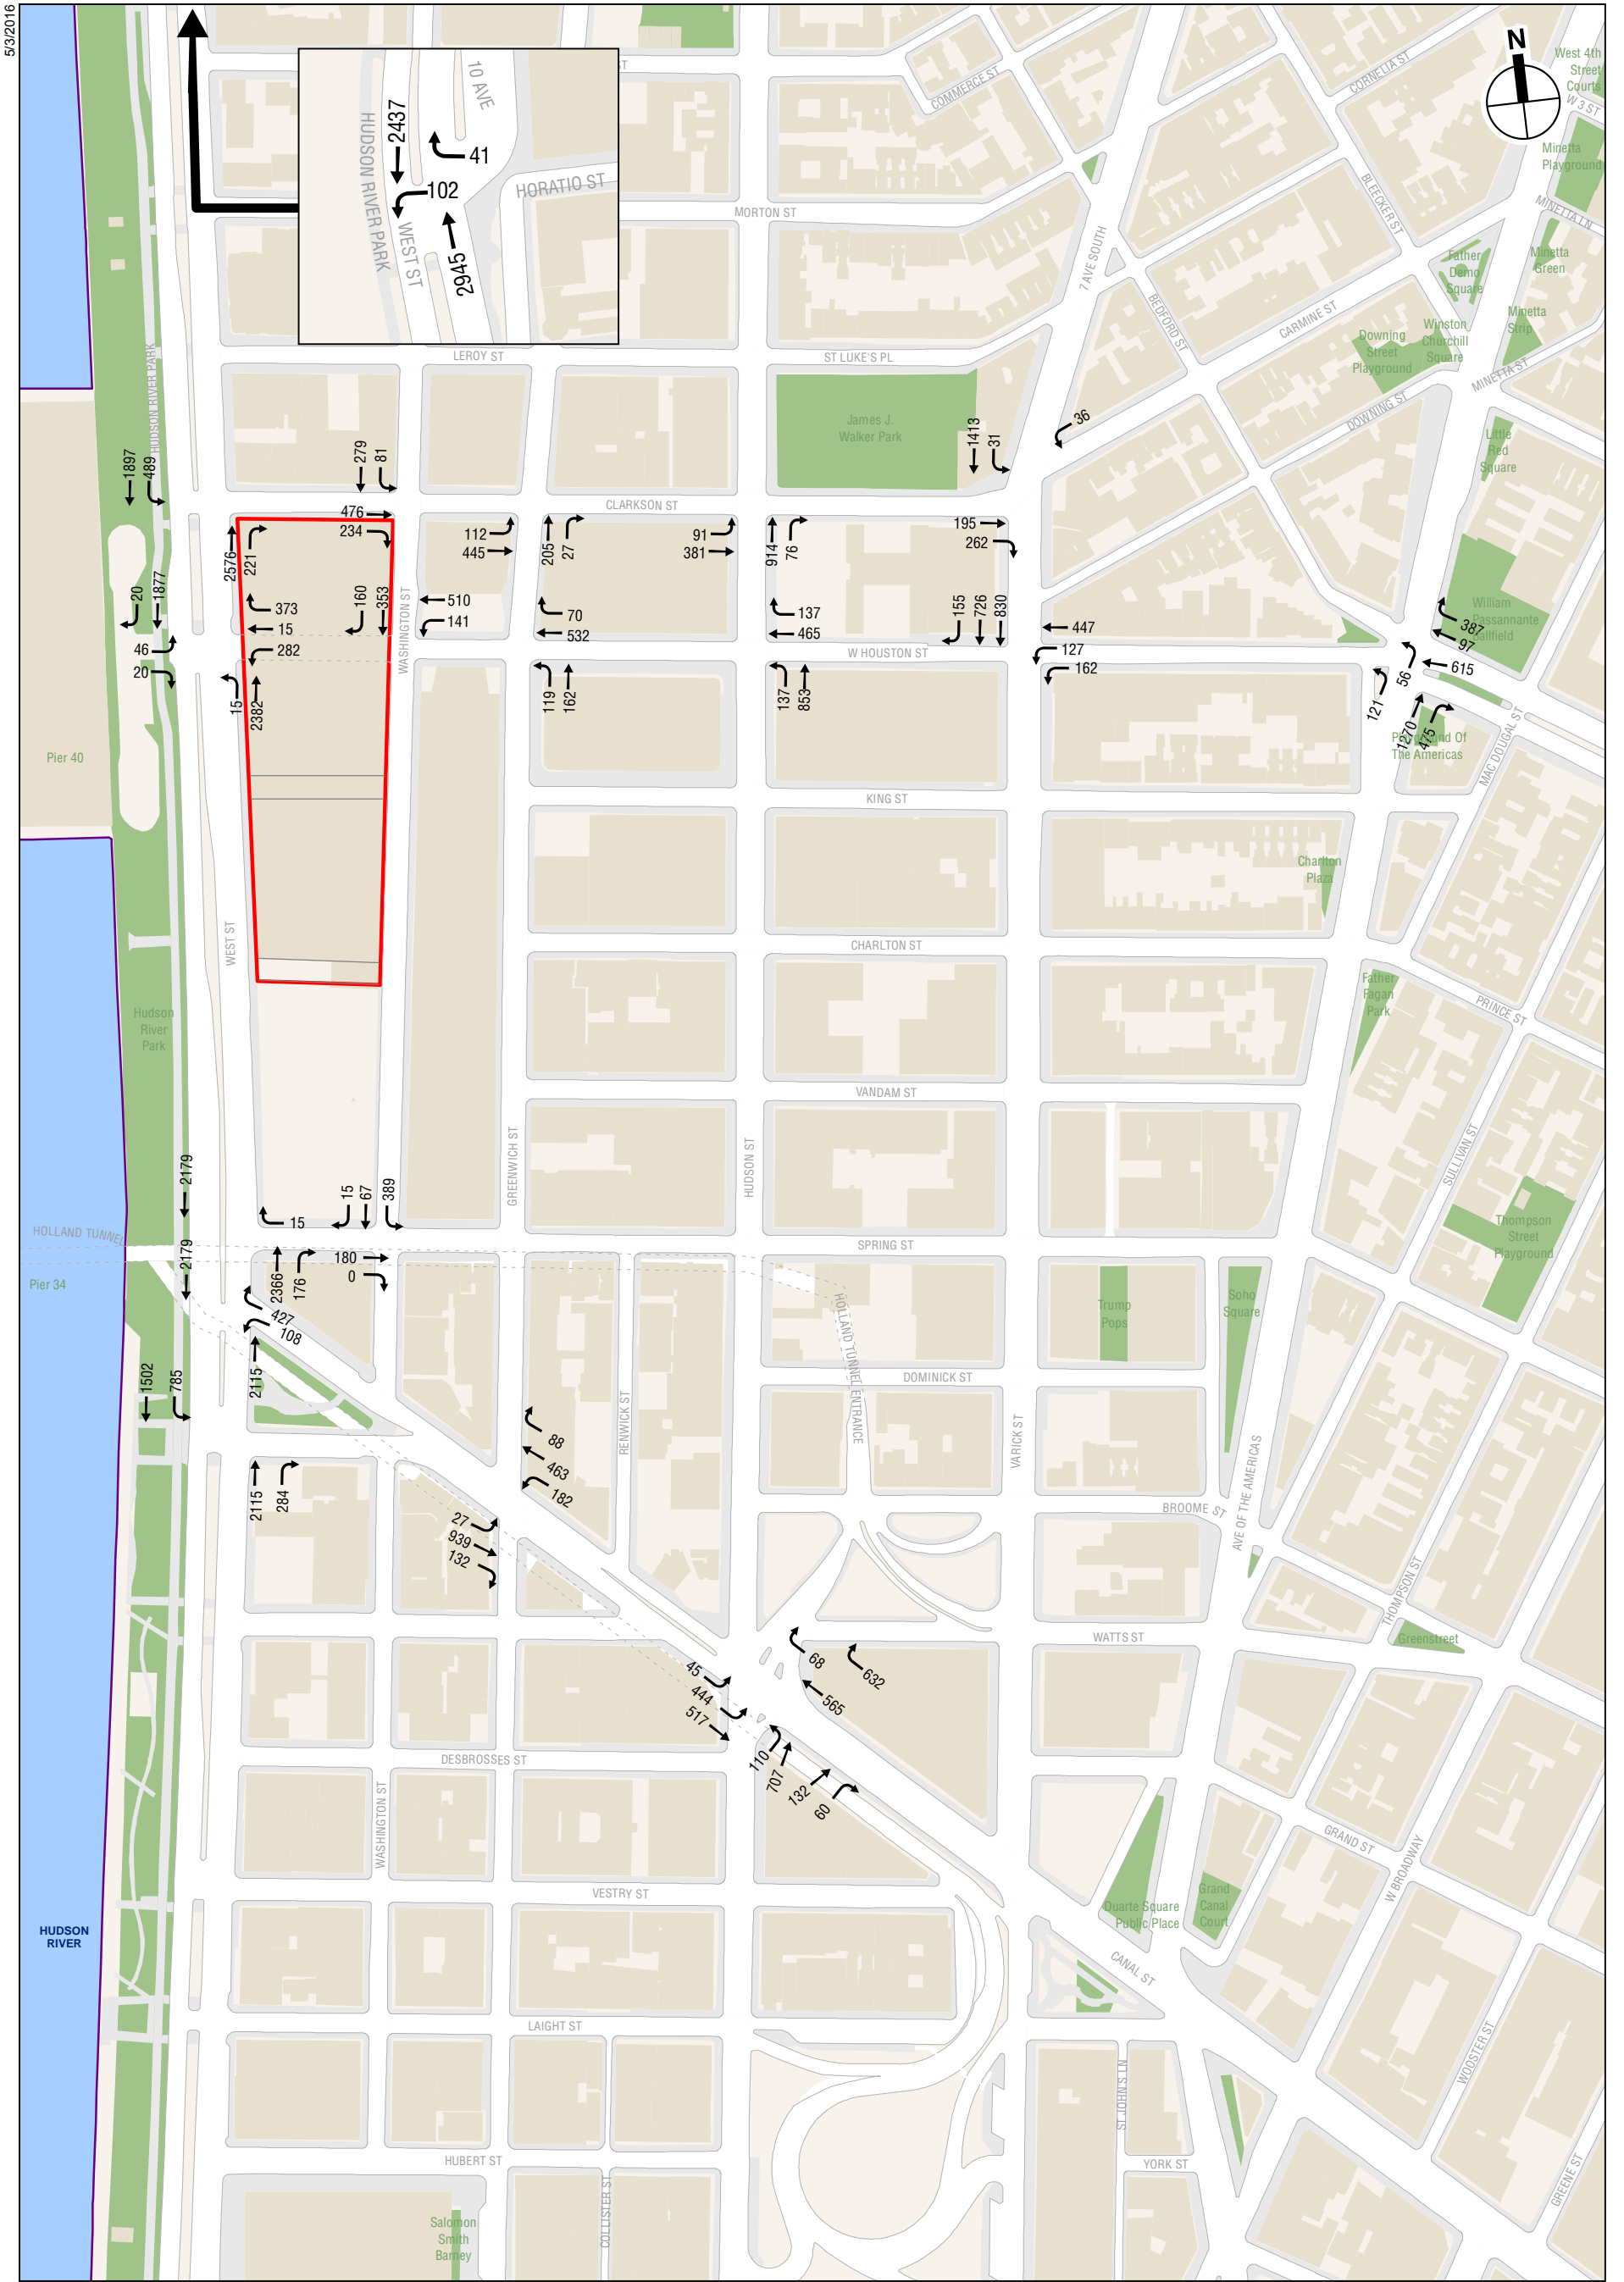 5/3/2016
N
West 4th
Street
Courts
W 3 ST
CORNELIA ST
COMMERCE ST
ST
10 AVE
2437
41
HUDSON RIVER PARK
102
HORATIO ST
WEST ST
2945
Minetta
Playground
MINETTA LN
BLEECKER ST
MORTON ST
7 AVE SOUTH
Father
Demo
Square
Minetta
Green
BEDFORD ST
CARMINE ST
Minetta
Strip
Winston
Churchill
Square
Downing
Street
Playground
MINETTA ST
HUDSON RIVER PARK
LEROY ST
ST LUKE'S PL
DOWNING ST
James J.
Walker Park
1413
31
36
Little
Red
Square
1897
489
279
81
CLARKSON ST
476
234
2576
221
112
445
205
27
91
381
914
76
195
262
20
1877
373
15
282
160
353
WASHINGTON ST
510
141
70
532
137
465
155
726
830
447
127
162
William
Passannante
Ballfield
387
97
615
56
121
1270
475
W HOUSTON ST
46
20
15
2382
119
162
137
853
Playground Of
The Americas
MAC DOUGAL ST
Pier 40
KING ST
Charlton
Plaza
WEST ST
CHARLTON ST
Father
Fagan
Park
PRINCE ST
Hudson
River
Park
VANDAM ST
GREENWICH ST
HUDSON ST
SULLIVAN ST
Thompson
Street
Playground
2179
15
15
67
389
HOLLAND TUNNEL
SPRING ST
2179
Pier 34
2366
176
180
0
427
108
2115
HOLLAND TUNNEL ENTRANCE
Trump
Pops
Soho
Square
1502
785
DOMINICK ST
RENWICK ST
VARICK ST
AVE OF THE AMERICAS
88
463
182
2115
284
BROOME ST
27
939
132
THOMPSON ST
Greenstreet
WATTS ST
68
632
565
45
444
517
110
707
132
60
DESBROSSES ST
WASHINGTON ST
GRAND ST
W BROADWAY
VESTRY ST
Duarte Square
Public Place
Grand
Canal
Court
HUDSON
RIVER
CANAL ST
LAIGHT ST
WOOSTER ST
ST JOHN'S LN
HUBERT ST
YORK ST
GREENE ST
COLLISTER ST
Salomon
Smith
Barney